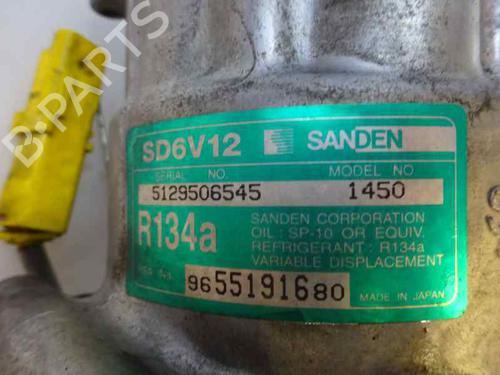 SD6V12 SANDEN
SERIAL NO. MODEL NO
5129506545 1450
R134a
SANDEN CORPORATION
OIL : SP-10 OR EQUIV.
REFRIGERANT : R134a
VARIABLE DISPLACEMENT
9655191680
MADE IN JAPAN